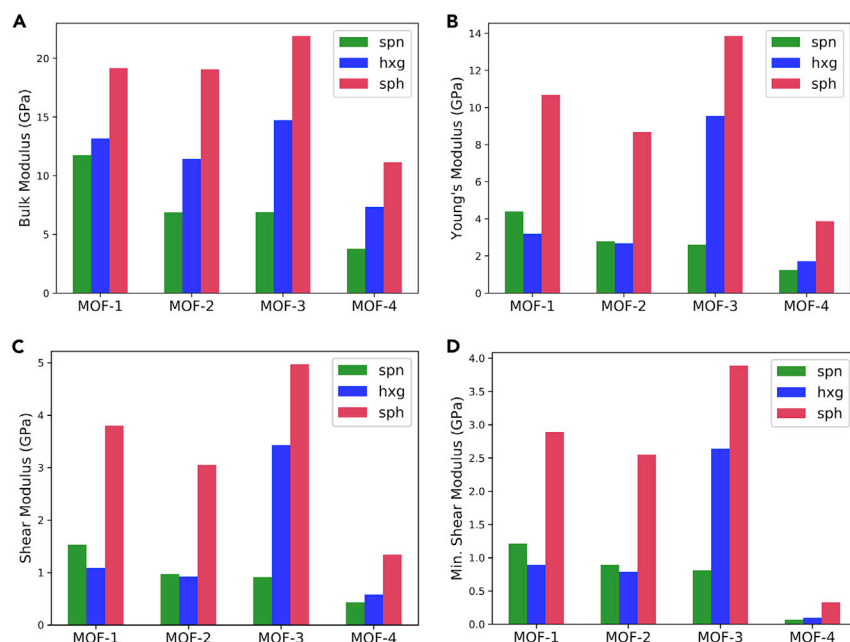 A
Bulk Modulus (GPa)
20
15
10
5
0
spn
hxg
sph
MOF-1 MOF-2 MOF-3 MOF-4
B
Young's Modulus (GPa)
14
12
10
8
6
4
2
0
spn
hxg
sph
MOF-1 MOF-2 MOF-3 MOF-4
C
Shear Modulus (GPa)
5
4
3
2
1
0
spn
hxg
sph
MOF-1 MOF-2 MOF-3 MOF-4
D
Min. Shear Modulus (GPa)
4.0
3.5
3.0
2.5
2.0
1.5
1.0
0.5
0.0
spn
hxg
sph
MOF-1 MOF-2 MOF-3 MOF-4